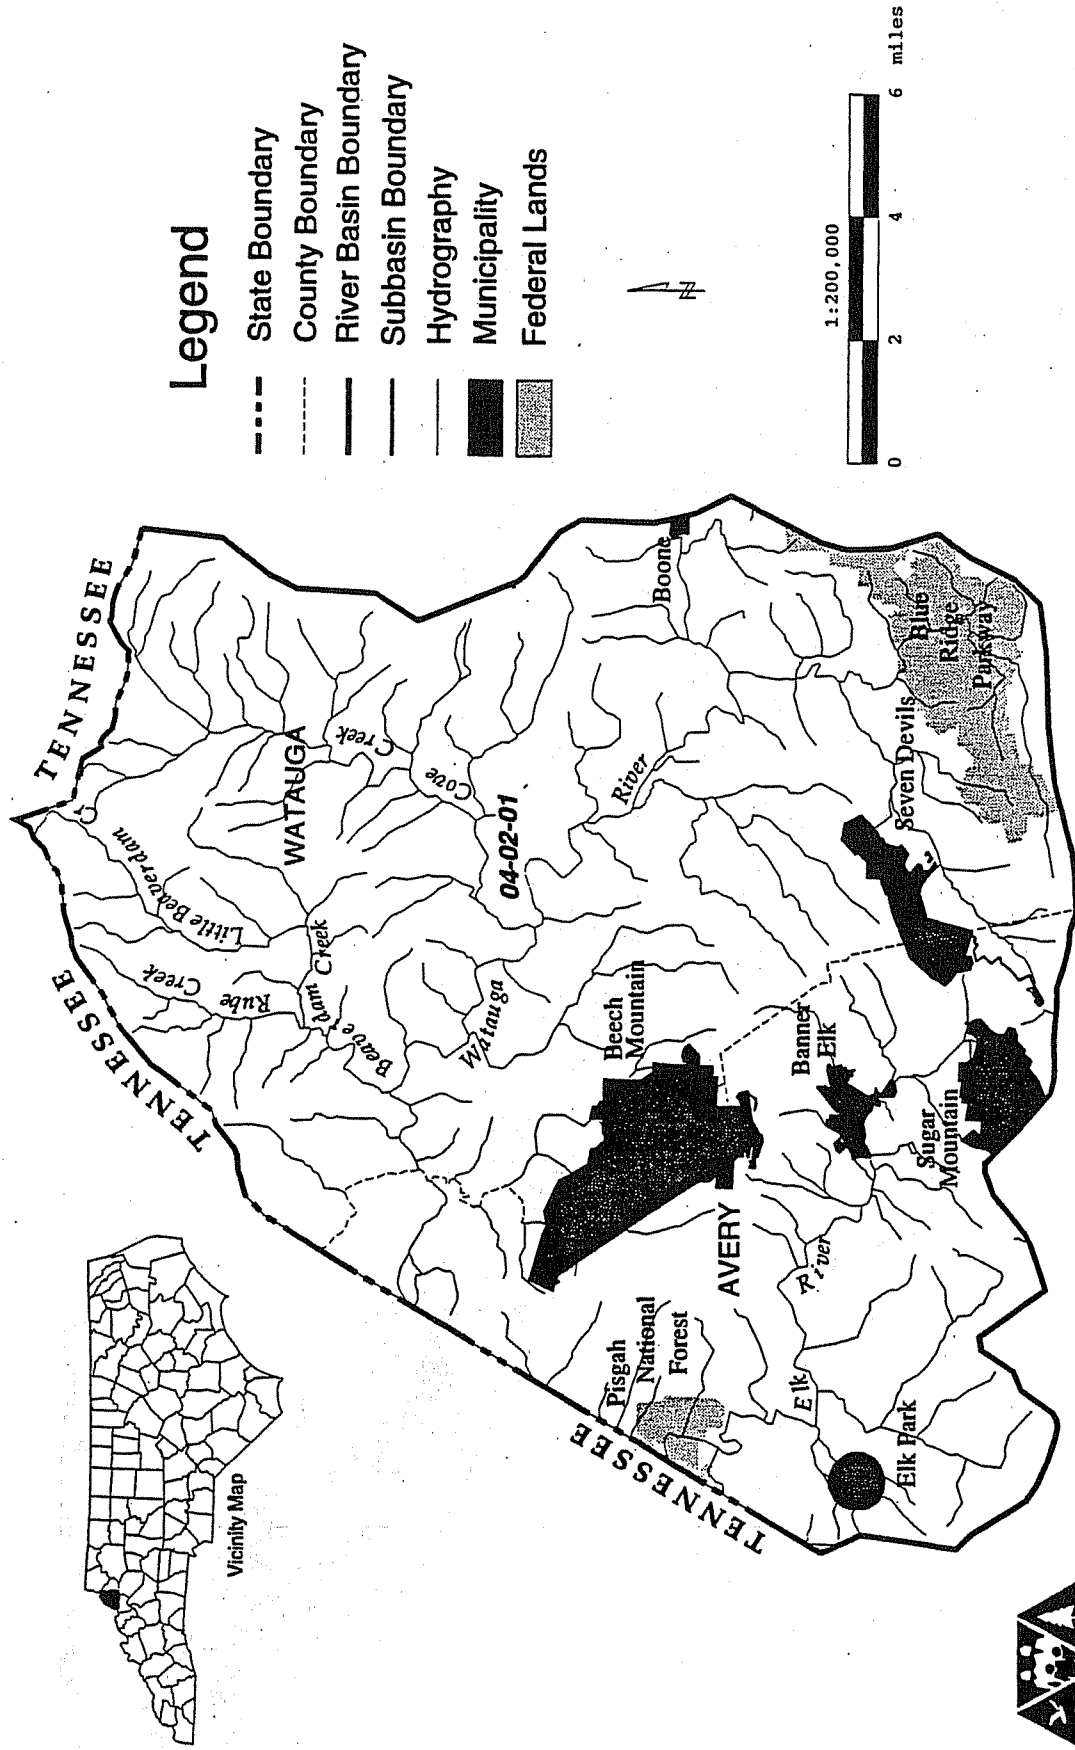 Legend
State Boundary
County Boundary
River Basin Boundary
Subbasin Boundary
Hydrography
Municipality
Federal Lands
N
1:200,000
0 2 4 6 miles
Vicinity Map
TENNESSEE
TENNESSEE
TENNESSEE
Little Beaverdam Cr
Rube Creek
Beaverdam Creek
WATAUGA
Cove Creek
Watauga River
04-02-01
Boone
Beech
Mountain
Pisgah
National
Forest
AVERY
Banner
Elk
Seven Devils
Blue
Ridge
Parkway
Elk River
Sugar
Mountain
Elk Park